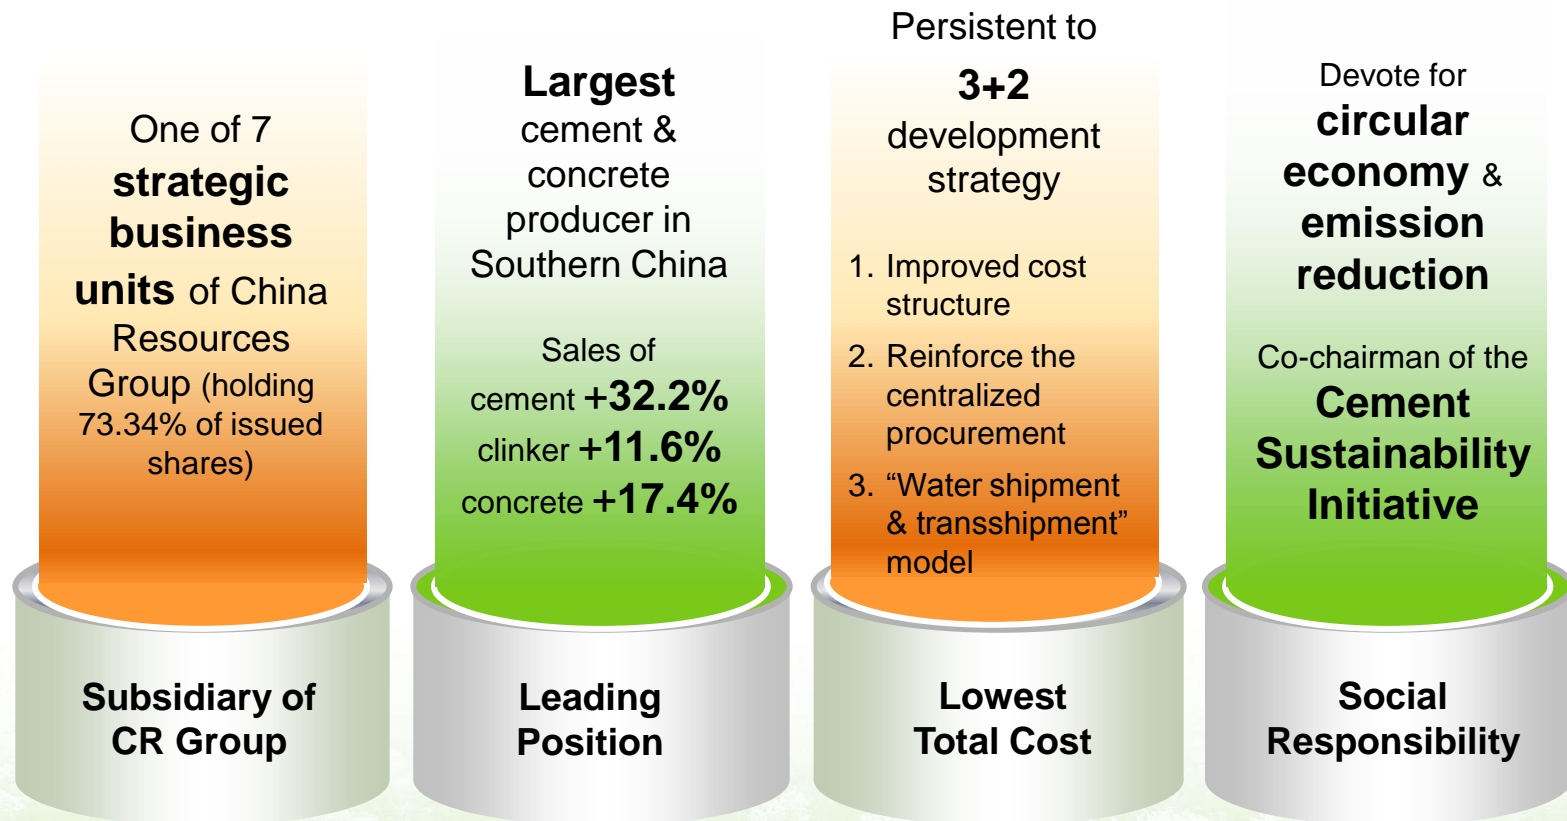 One of 7
strategic
business
units of China
Resources
Group (holding
73.34% of issued
shares)
Subsidiary of
CR Group
Largest
cement &
concrete
producer in
Southern China
Sales of
cement +32.2%
clinker +11.6%
concrete +17.4%
Leading
Position
Persistent to
3+2
development
strategy
1. Improved cost
structure
2. Reinforce the
centralized
procurement
3. “Water shipment
& transshipment”
model
Lowest
Total Cost
Devote for
circular
economy &
emission
reduction
Co-chairman of the
Cement
Sustainability
Initiative
Social
Responsibility